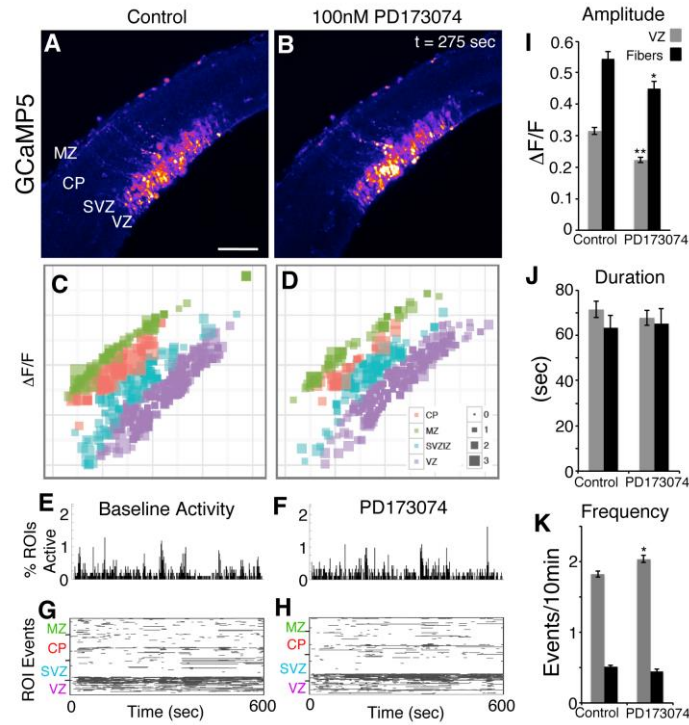 Control
100nM PD173074
GCaMP5
A
MZ
CP
SVZ
VZ
B
t = 275 sec
C
ΔF/F
D
CP
MZ
SVZIZ
VZ
0
1
2
3
E
Baseline Activity
% ROIs
Active
2
1
0
F
PD173074
2
1
0
G
ROI Events
MZ
CP
SVZ
VZ
0
Time (sec)
600
H
MZ
CP
SVZ
VZ
0
Time (sec)
600
I
Amplitude
VZ
Fibers
ΔF/F
0.6
0.5
0.4
0.3
0.2
0.1
0
**
*
Control
PD173074
J
Duration
(sec)
80
60
40
20
0
Control
PD173074
K
Frequency
Events/10min
2
1
0
*
Control
PD173074